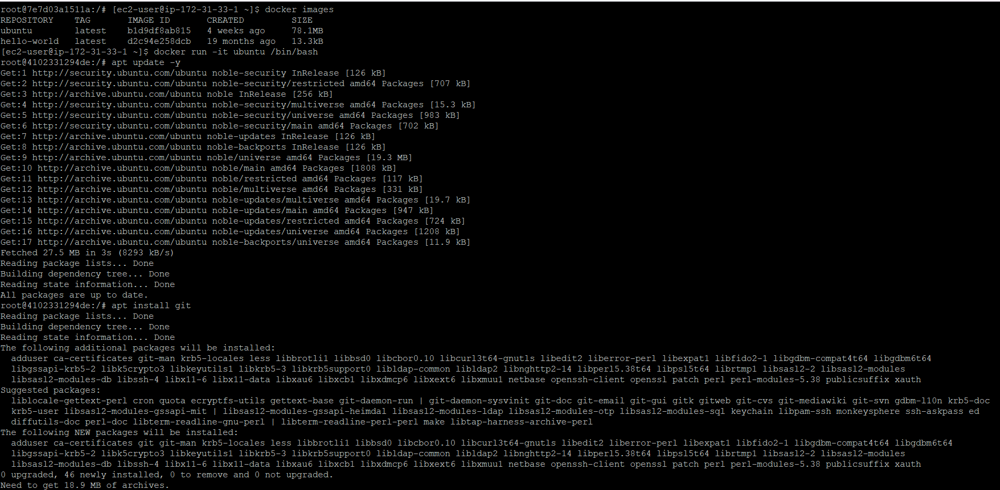 root@7e7d03a1511a:/# [ec2-user@ip-172-31-33-1 ~]$ docker images
REPOSITORY    TAG       IMAGE ID       CREATED         SIZE
ubuntu        latest    b1d9df8ab815   4 weeks ago     78.1MB
hello-world   latest    d2c94e258dcb   19 months ago   13.3kB
[ec2-user@ip-172-31-33-1 ~]$ docker run -it ubuntu /bin/bash
root@4102331294de:/# apt update -y
Get:1 http://security.ubuntu.com/ubuntu noble-security InRelease [126 kB]
Get:2 http://security.ubuntu.com/ubuntu noble-security/restricted amd64 Packages [707 kB]
Get:3 http://archive.ubuntu.com/ubuntu noble InRelease [256 kB]
Get:4 http://security.ubuntu.com/ubuntu noble-security/multiverse amd64 Packages [15.3 kB]
Get:5 http://security.ubuntu.com/ubuntu noble-security/universe amd64 Packages [983 kB]
Get:6 http://security.ubuntu.com/ubuntu noble-security/main amd64 Packages [702 kB]
Get:7 http://archive.ubuntu.com/ubuntu noble-updates InRelease [126 kB]
Get:8 http://archive.ubuntu.com/ubuntu noble-backports InRelease [126 kB]
Get:9 http://archive.ubuntu.com/ubuntu noble/universe amd64 Packages [19.3 MB]
Get:10 http://archive.ubuntu.com/ubuntu noble/main amd64 Packages [1808 kB]
Get:11 http://archive.ubuntu.com/ubuntu noble/restricted amd64 Packages [117 kB]
Get:12 http://archive.ubuntu.com/ubuntu noble/multiverse amd64 Packages [331 kB]
Get:13 http://archive.ubuntu.com/ubuntu noble-updates/multiverse amd64 Packages [19.7 kB]
Get:14 http://archive.ubuntu.com/ubuntu noble-updates/main amd64 Packages [947 kB]
Get:15 http://archive.ubuntu.com/ubuntu noble-updates/restricted amd64 Packages [724 kB]
Get:16 http://archive.ubuntu.com/ubuntu noble-updates/universe amd64 Packages [1208 kB]
Get:17 http://archive.ubuntu.com/ubuntu noble-backports/universe amd64 Packages [11.9 kB]
Fetched 27.5 MB in 3s (8293 kB/s)
Reading package lists... Done
Building dependency tree... Done
Reading state information... Done
All packages are up to date.
root@4102331294de:/# apt install git
Reading package lists... Done
Building dependency tree... Done
Reading state information... Done
The following additional packages will be installed:
  adduser ca-certificates git-man krb5-locales less libbrotli1 libbsd0 libcbor0.10 libcurl3t64-gnutls libedit2 liberror-perl libexpat1 libfido2-1 libgdbm-compat4t64 libgdbm6t64
  libgssapi-krb5-2 libk5crypto3 libkeyutils1 libkrb5-3 libkrb5support0 libldap-common libldap2 libnghttp2-14 libperl5.38t64 libpsl5t64 librtmp1 libsasl2-2 libsasl2-modules
  libsasl2-modules-db libssh-4 libx11-6 libx11-data libxau6 libxcb1 libxdmcp6 libxext6 libxmuu1 netbase openssh-client openssl patch perl perl-modules-5.38 publicsuffix xauth
Suggested packages:
  liblocale-gettext-perl cron quota ecryptfs-utils gettext-base git-daemon-run | git-daemon-sysvinit git-doc git-email git-gui gitk gitweb git-cvs git-mediawiki git-svn gdbm-l10n krb5-doc
  krb5-user libsasl2-modules-gssapi-mit | libsasl2-modules-gssapi-heimdal libsasl2-modules-ldap libsasl2-modules-otp libsasl2-modules-sql keychain libpam-ssh monkeysphere ssh-askpass ed
  diffutils-doc perl-doc libterm-readline-gnu-perl | libterm-readline-perl-perl make libtap-harness-archive-perl
The following NEW packages will be installed:
  adduser ca-certificates git git-man krb5-locales less libbrotli1 libbsd0 libcbor0.10 libcurl3t64-gnutls libedit2 liberror-perl libexpat1 libfido2-1 libgdbm-compat4t64 libgdbm6t64
  libgssapi-krb5-2 libk5crypto3 libkeyutils1 libkrb5-3 libkrb5support0 libldap-common libldap2 libnghttp2-14 libperl5.38t64 libpsl5t64 librtmp1 libsasl2-2 libsasl2-modules
  libsasl2-modules-db libssh-4 libx11-6 libx11-data libxau6 libxcb1 libxdmcp6 libxext6 libxmuu1 netbase openssh-client openssl patch perl perl-modules-5.38 publicsuffix xauth
0 upgraded, 46 newly installed, 0 to remove and 0 not upgraded.
Need to get 18.9 MB of archives.